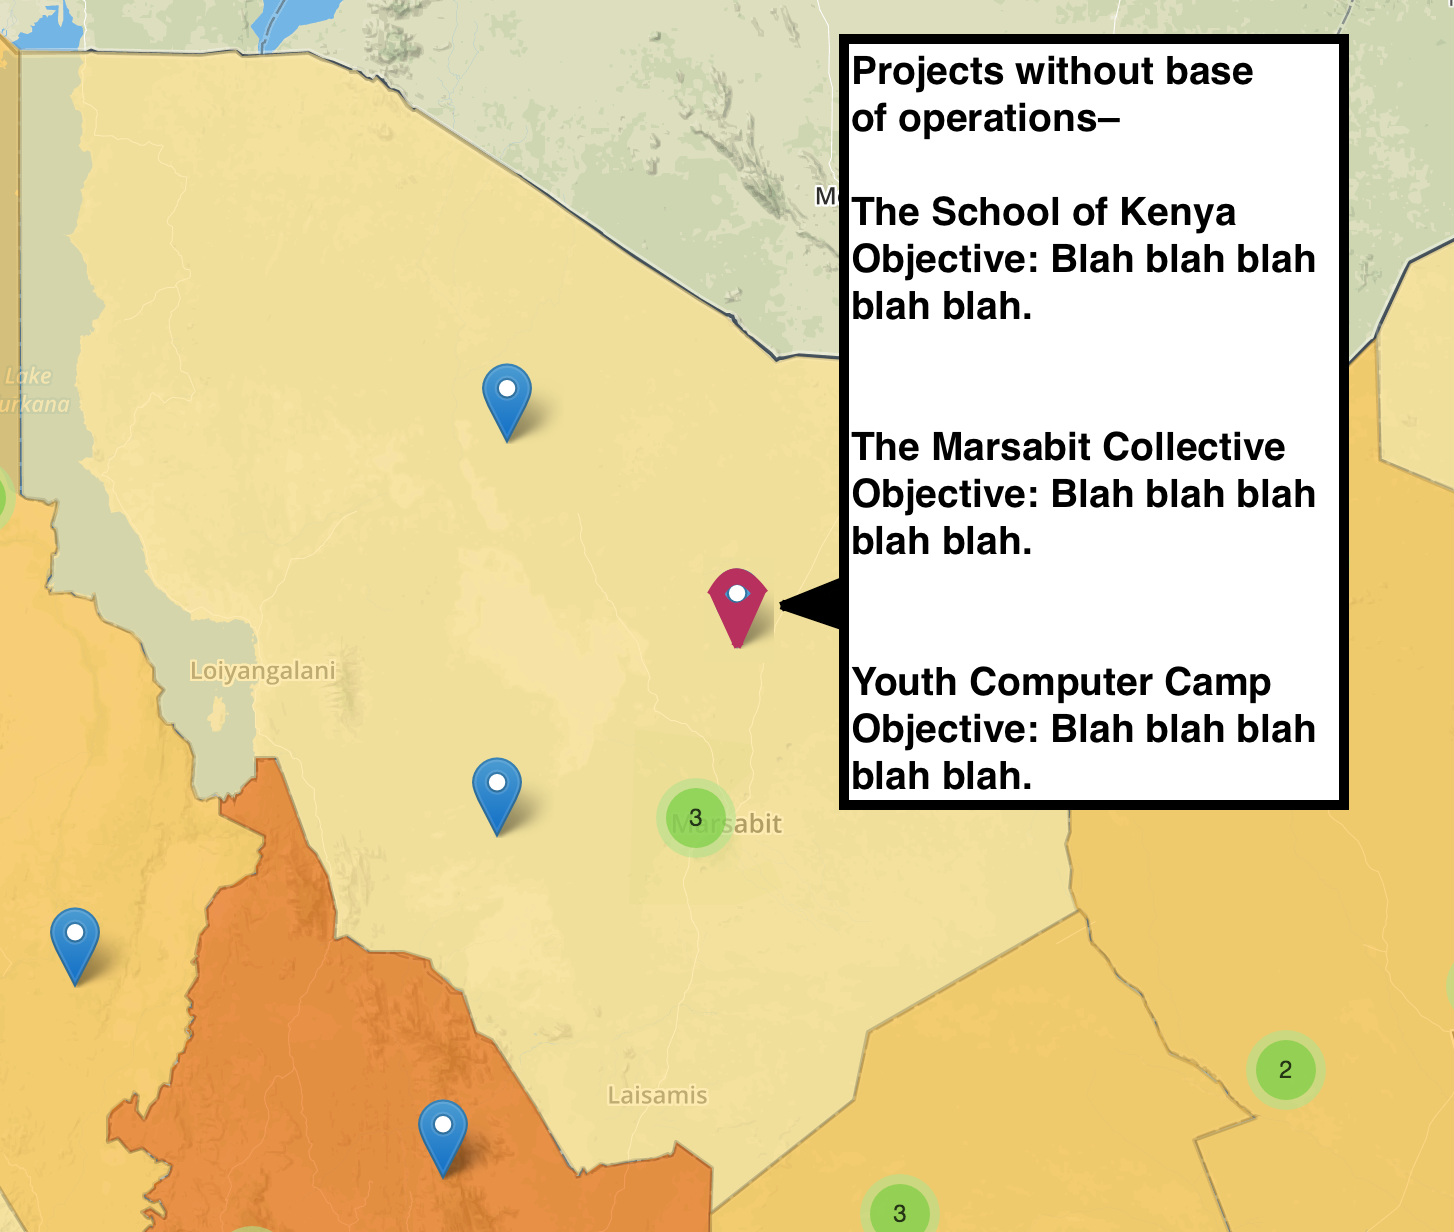 Projects without base
of operations–
The School of Kenya
Objective: Blah blah blah
blah blah.
The Marsabit Collective
Objective: Blah blah blah
blah blah.
Youth Computer Camp
Objective: Blah blah blah
blah blah.
Lake
urkana
Loiyangalani
3
Marsabit
Laisamis
2
3